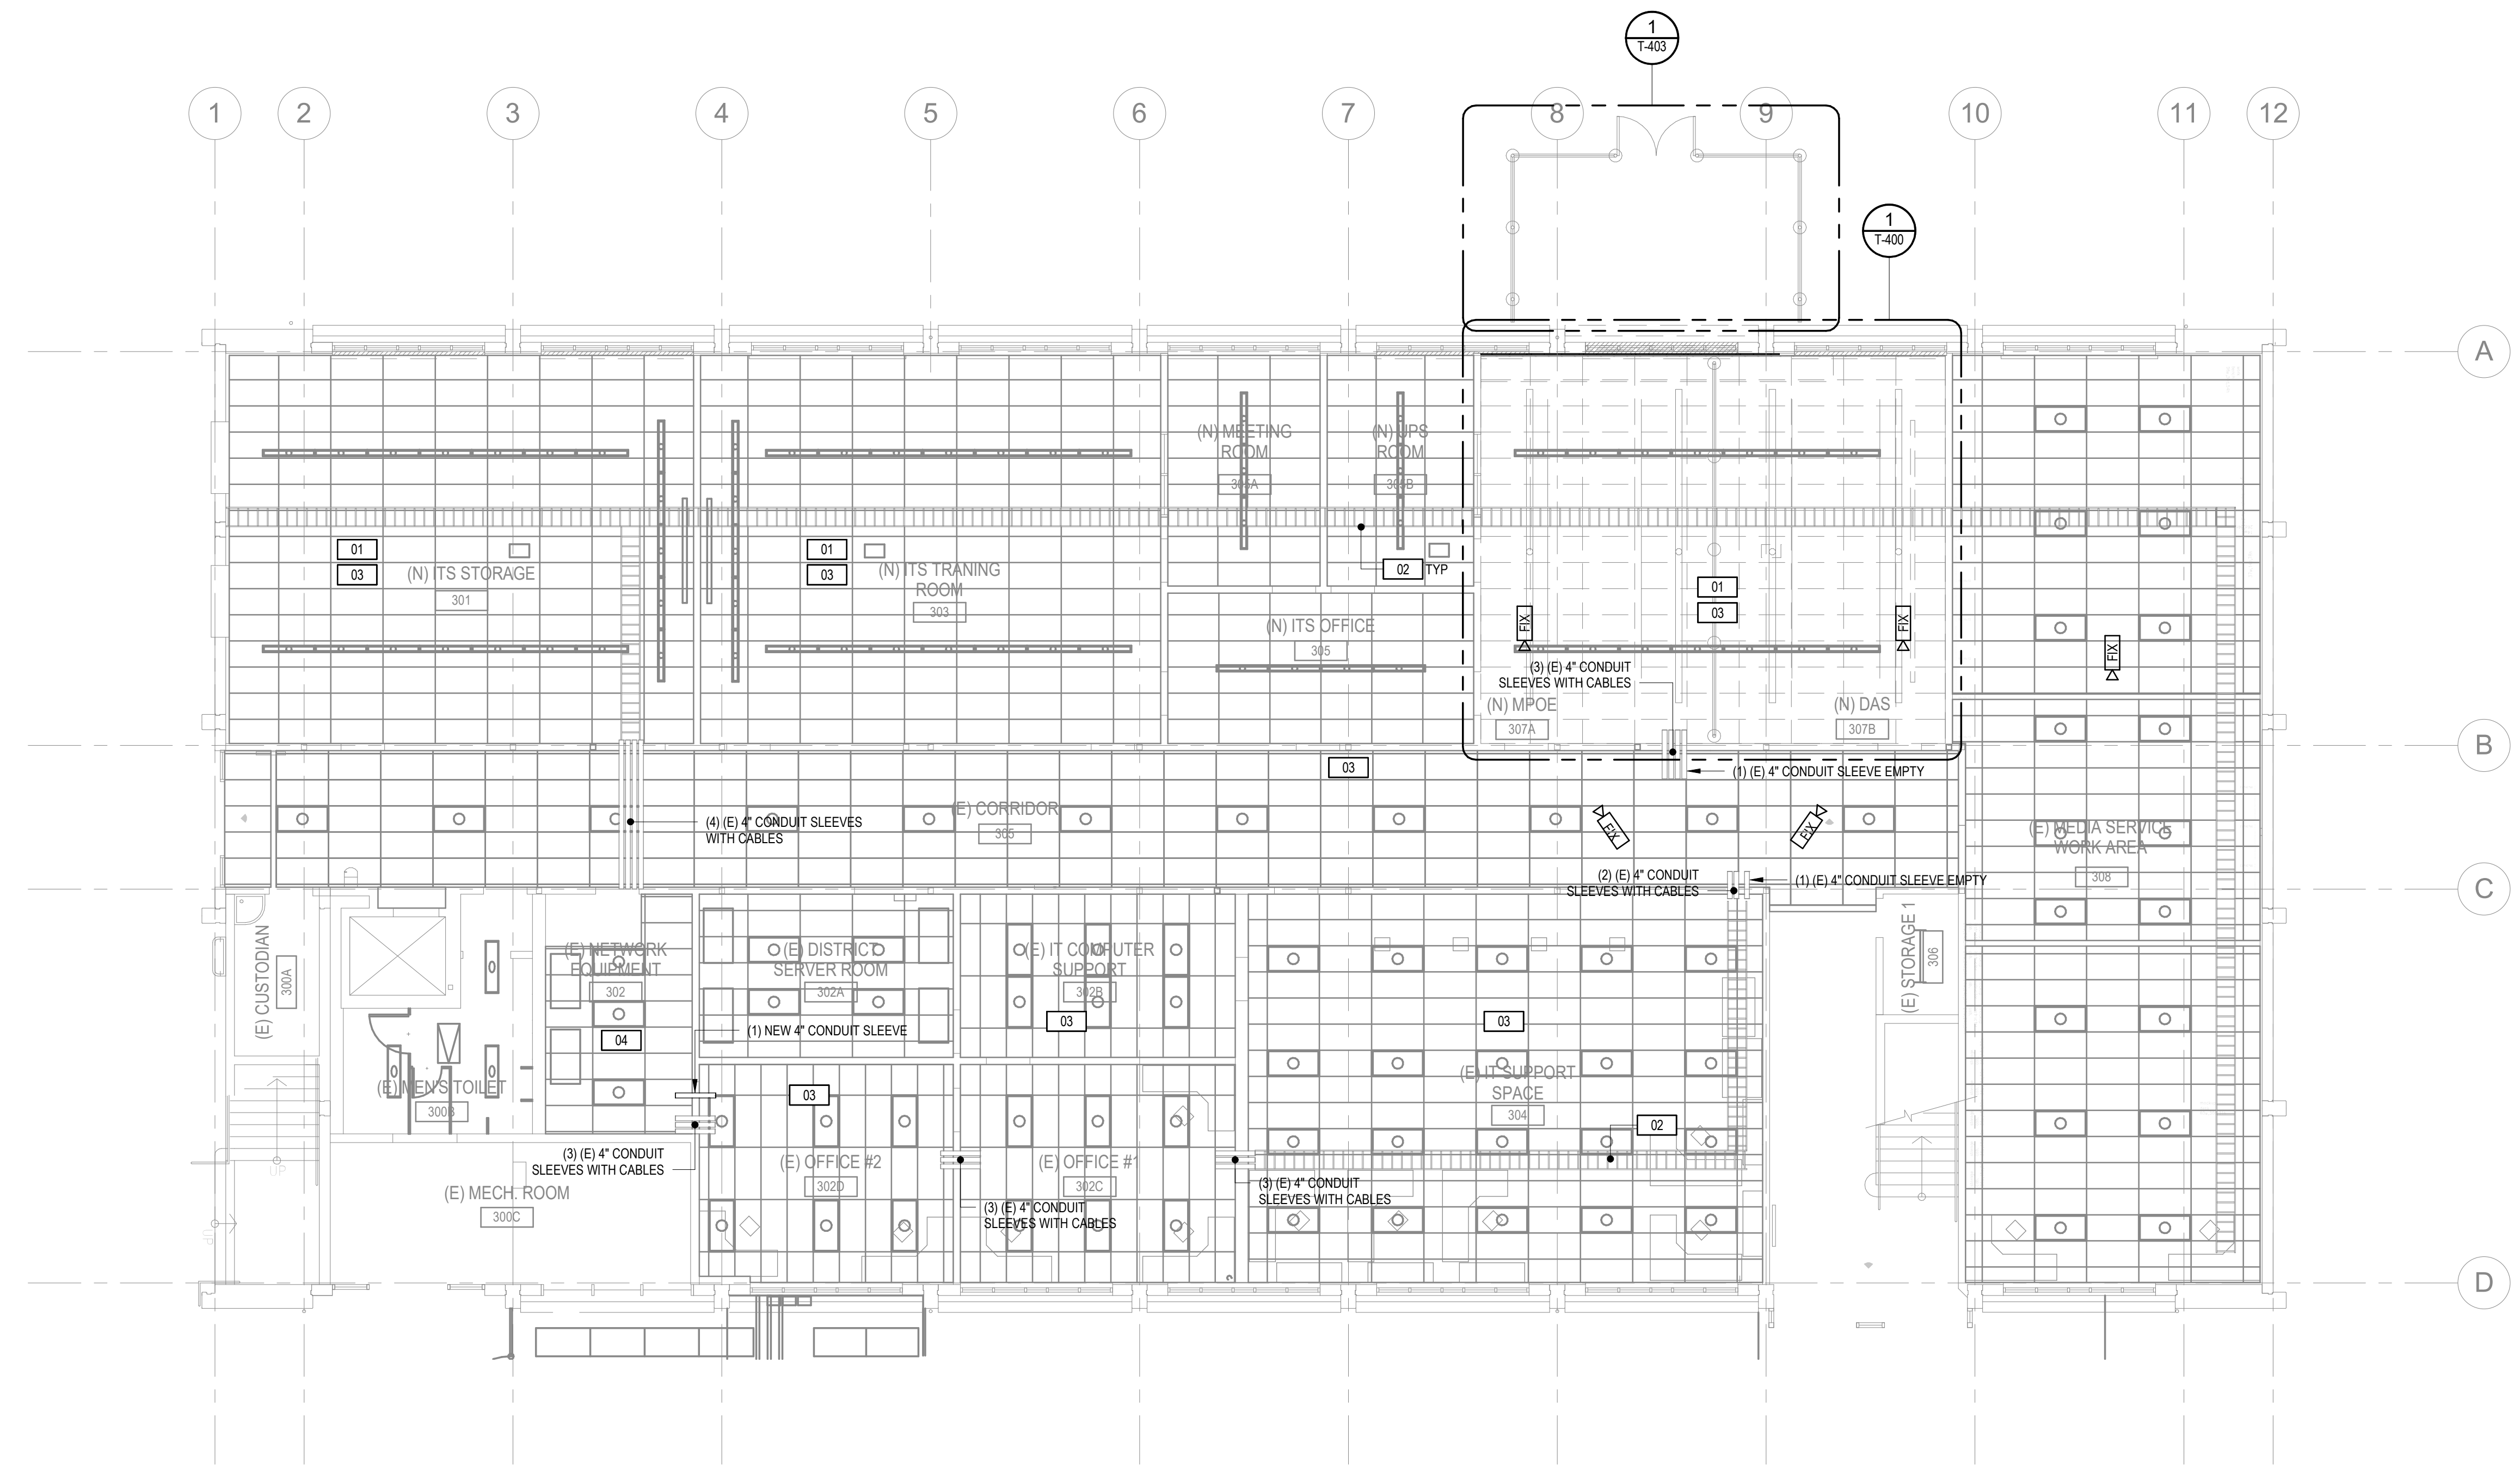 1
T-403
1
2
3
4
5
6
7
8
9
10
11
12
1
T-400
A
(N) MEETING
ROOM
305A
(N) UPS
ROOM
305B
01
03
(N) ITS STORAGE
301
01
03
(N) ITS TRANING
ROOM
303
02
TYP
01
03
FIX
FIX
FIX
(N) ITS OFFICE
305
(3) (E) 4" CONDUIT
SLEEVES WITH CABLES
(N) MPOE
307A
(N) DAS
307B
B
03
(1) (E) 4" CONDUIT SLEEVE EMPTY
(4) (E) 4" CONDUIT SLEEVES
WITH CABLES
(E) CORRIDOR
365
FIX
FIX
(E) MEDIA SERVICE
WORK AREA
308
(2) (E) 4" CONDUIT
SLEEVES WITH CABLES
(1) (E) 4" CONDUIT SLEEVE EMPTY
C
(E) CUSTODIAN
300A
(E) NETWORK
EQUIPMENT
302
04
(E) DISTRICT
SERVER ROOM
302A
(E) IT COMPUTER
SUPPORT
302B
03
03
(E) STORAGE 1
306
(1) NEW 4" CONDUIT SLEEVE
(E) MEN'S TOILET
300B
03
(E) IT SUPPORT
SPACE
304
02
(3) (E) 4" CONDUIT
SLEEVES WITH CABLES
(E) OFFICE #2
302D
(E) OFFICE #1
302C
(3) (E) 4" CONDUIT
SLEEVES WITH CABLES
(3) (E) 4" CONDUIT
SLEEVES WITH CABLES
(E) MECH. ROOM
300C
UP
dn
D